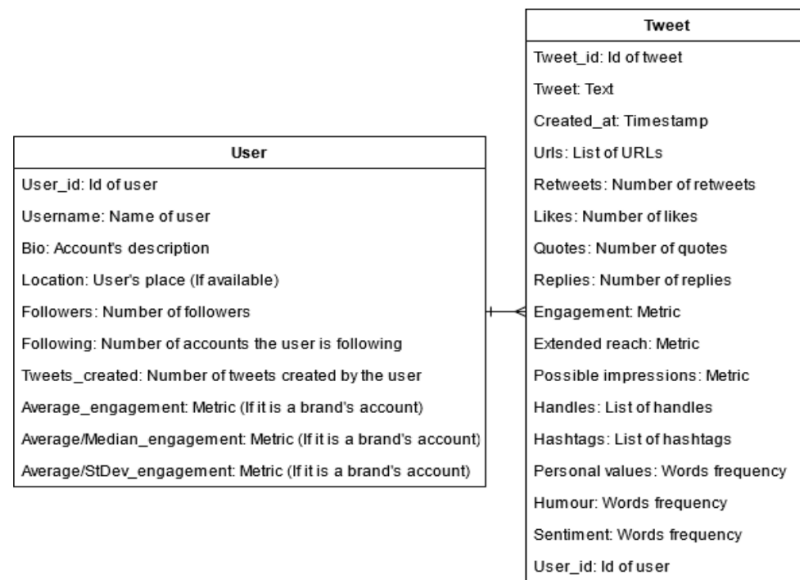 User
User_id: Id of user
Username: Name of user
Bio: Account's description
Location: User's place (If available)
Followers: Number of followers
Following: Number of accounts the user is following
Tweets_created: Number of tweets created by the user
Average_engagement: Metric (If it is a brand's account)
Average/Median_engagement: Metric (If it is a brand's account)
Average/StDev_engagement: Metric (If it is a brand's account)
Tweet
Tweet_id: Id of tweet
Tweet: Text
Created_at: Timestamp
Urls: List of URLs
Retweets: Number of retweets
Likes: Number of likes
Quotes: Number of quotes
Replies: Number of replies
Engagement: Metric
Extended reach: Metric
Possible impressions: Metric
Handles: List of handles
Hashtags: List of hashtags
Personal values: Words frequency
Humour: Words frequency
Sentiment: Words frequency
User_id: Id of user